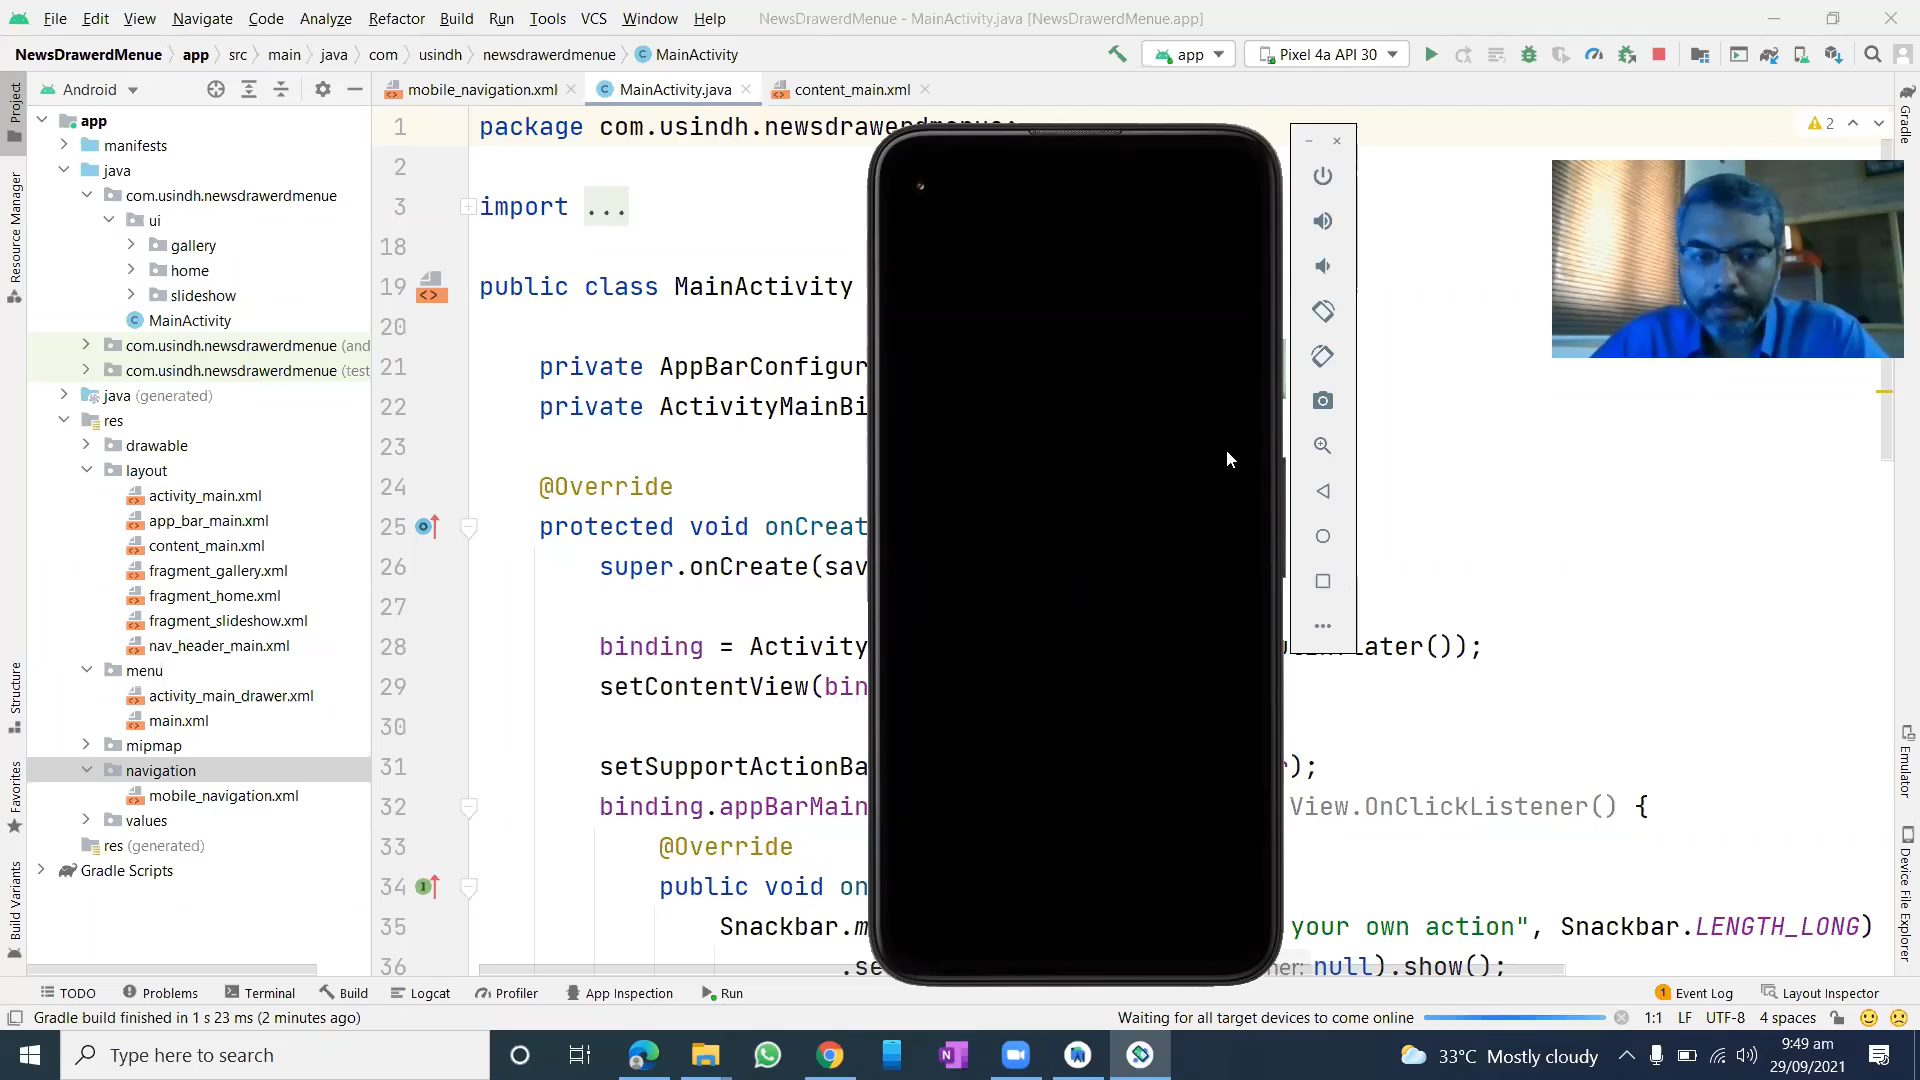 File Edit View Navigate Code Analyze Refactor Build Run Tools VCS Window Help NewsDrawerdMenue - MainActivity.java [NewsDrawerdMenue.app]
NewsDrawerdMenue app src main java com usindh newsdrawerdmenue MainActivity app Pixel 4a API 30
Android mobile_navigation.xml MainActivity.java content_main.xml
Project
Resource Manager
Structure
Favorites
Build Variants
app
manifests
java
com.usindh.newsdrawerdmenue
ui
gallery
home
slideshow
MainActivity
com.usindh.newsdrawerdmenue (and
com.usindh.newsdrawerdmenue (test
java (generated)
res
drawable
layout
activity_main.xml
app_bar_main.xml
content_main.xml
fragment_gallery.xml
fragment_home.xml
fragment_slideshow.xml
nav_header_main.xml
menu
activity_main_drawer.xml
main.xml
mipmap
navigation
mobile_navigation.xml
values
res (generated)
Gradle Scripts
1 package com.usindh.newsdrawerdmenue;
2
3 import ...
18
19 public class MainActivity
20
21 private AppBarConfigur
22 private ActivityMainBi
23
24 @Override
25 protected void onCreat
26 super.onCreate(sav
27
28 binding = Activity later());
29 setContentView(bin
30
31 setSupportActionBa );
32 binding.appBarMain View.OnClickListener() {
33 @Override
34 public void on
35 Snackbar.m your own action", Snackbar.LENGTH_LONG)
36 .se ner: null).show();
2
Gradle
Emulator
Device File Explorer
TODO Problems Terminal Build Logcat Profiler App Inspection Run 1 Event Log Layout Inspector
Gradle build finished in 1 s 23 ms (2 minutes ago) Waiting for all target devices to come online 1:1 LF UTF-8 4 spaces
Type here to search 33°C Mostly cloudy 9:49 am
29/09/2021